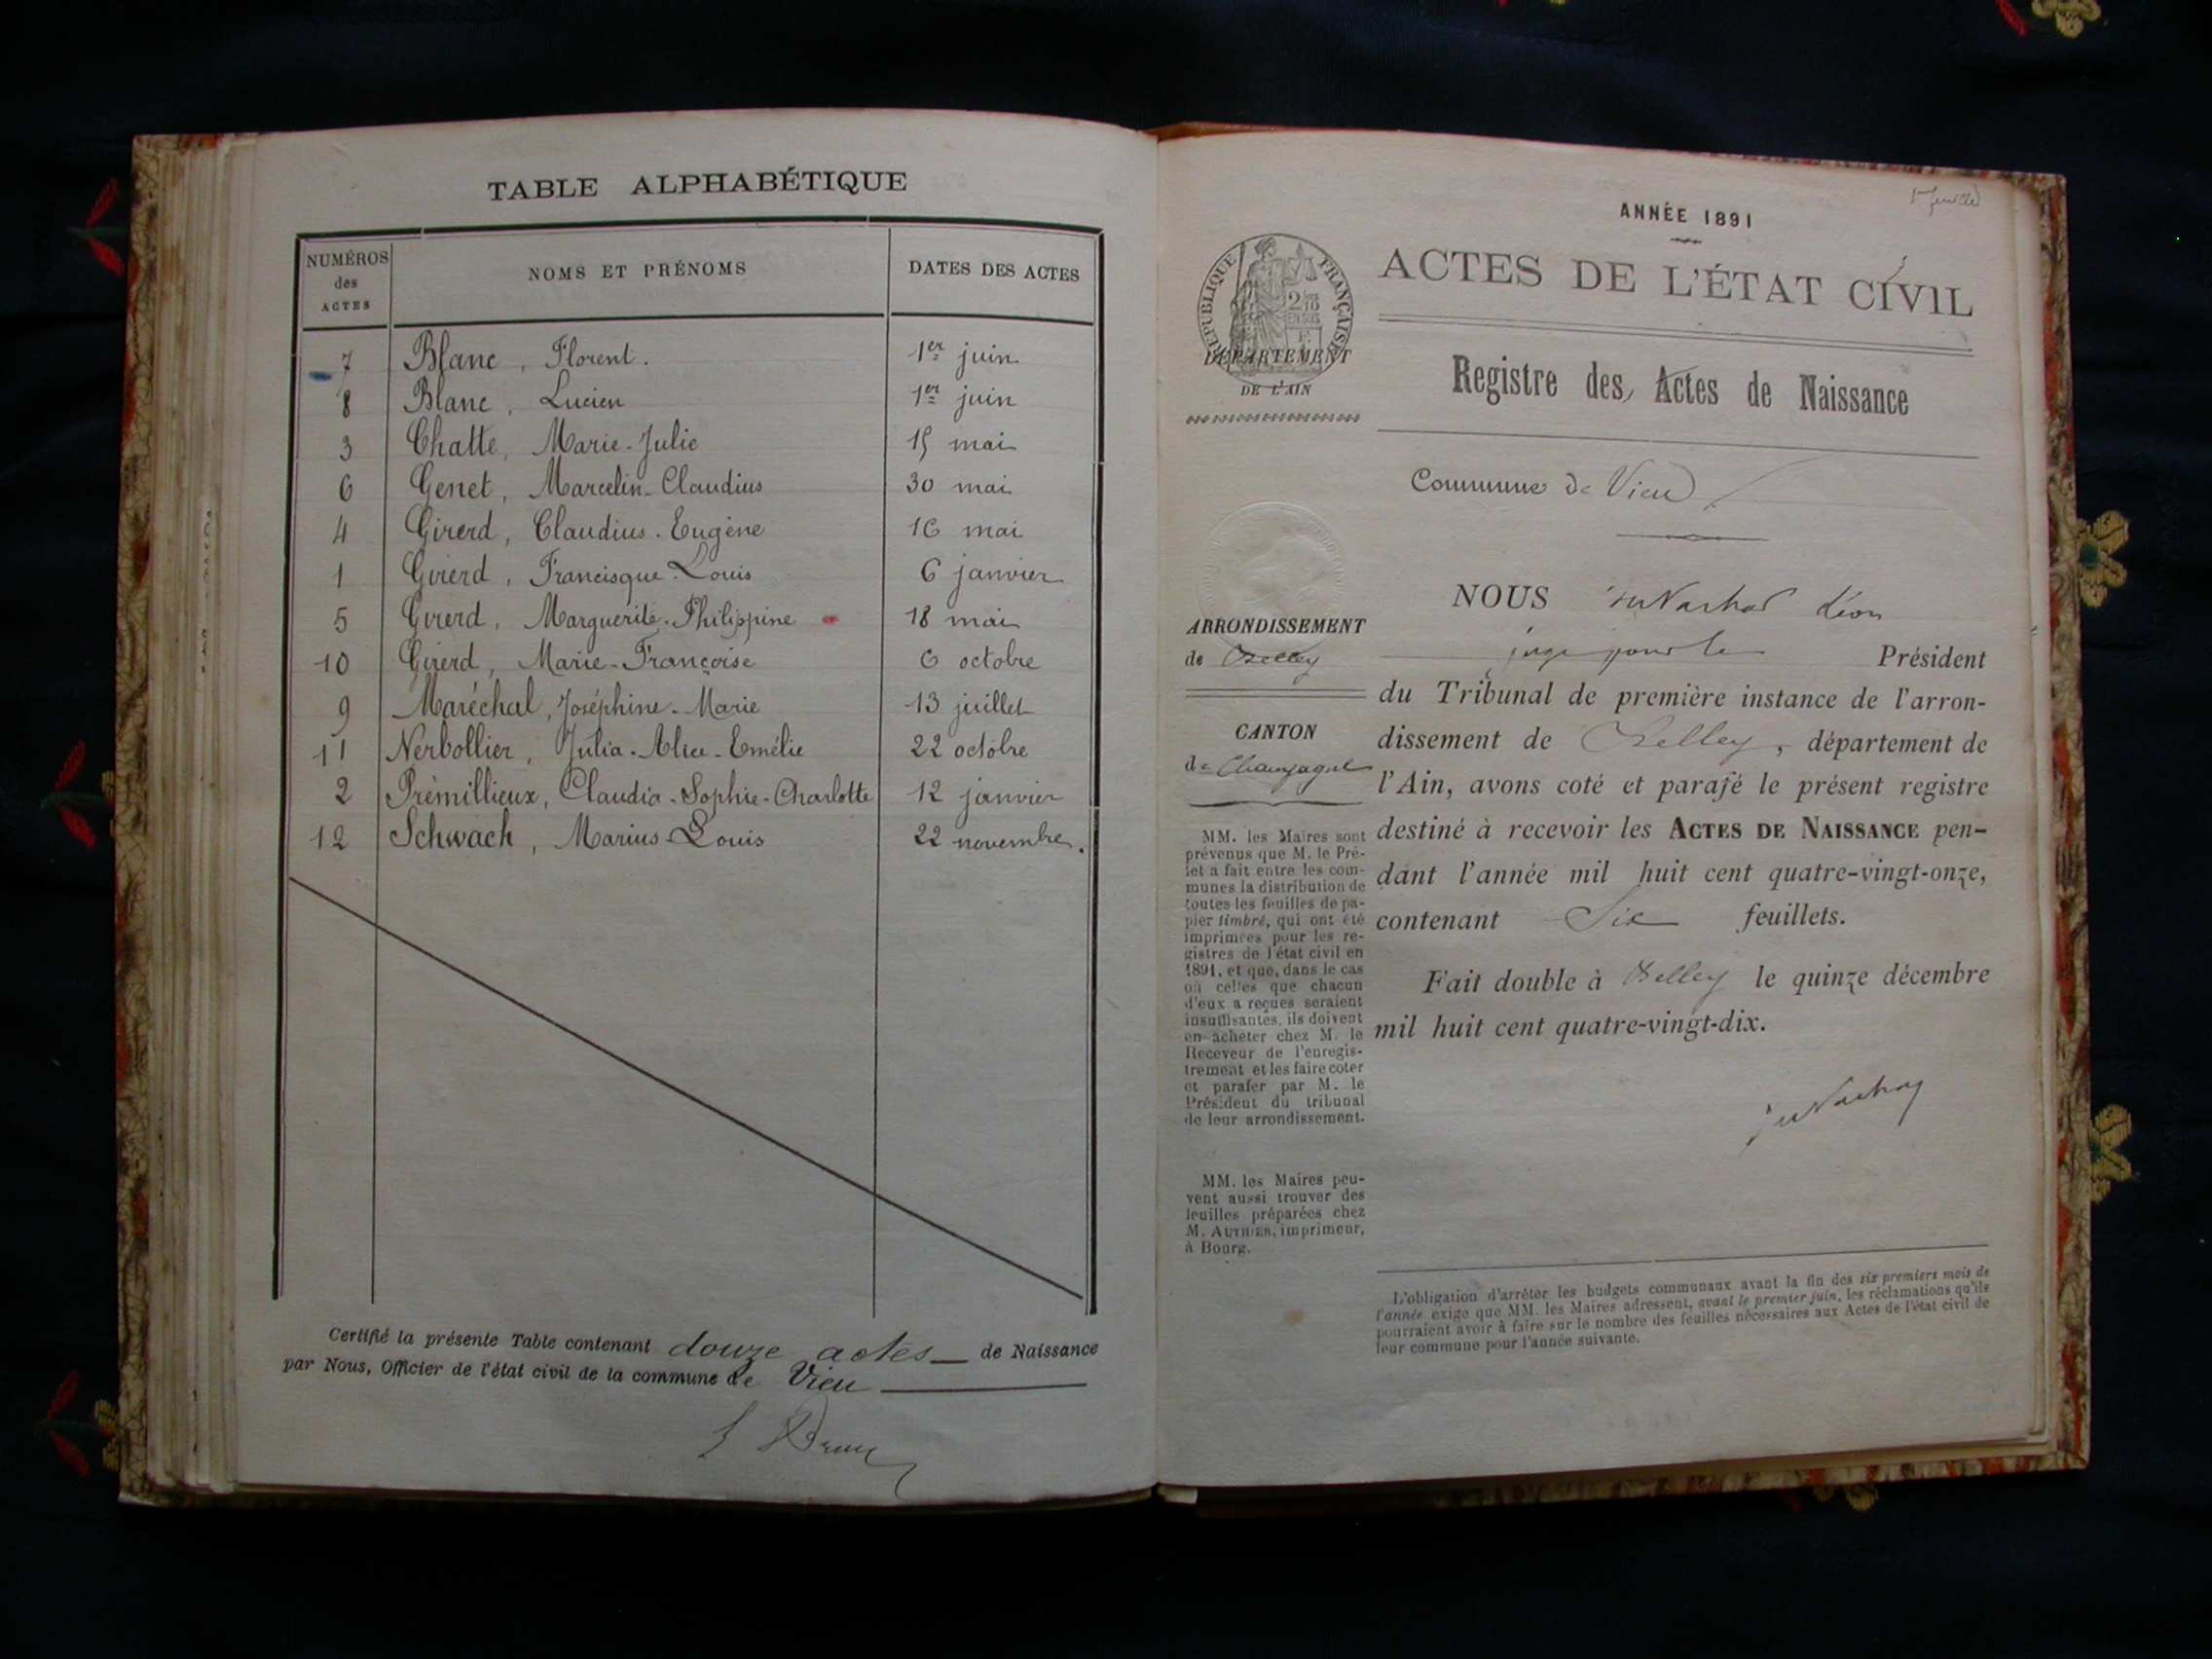 TABLE ALPHABÉTIQUE
NUMÉROS des ACTES NOMS ET PRÉNOMS DATES DES ACTES
7 Blanc, Florent. 1er juin
8 Blanc, Lucien 1er juin
3 Chatte, Marie-Julie 15 mai
6 Genet, Marcelin-Claudius 30 mai
4 Girerd, Claudius-Eugène 16 mai
1 Girerd, Francisque-Louis 6 janvier
5 Girerd, Marguerite-Philippine 18 mai
10 Girerd, Marie-Françoise 6 octobre
9 Maréchal, Joséphine-Marie 13 juillet
11 Nerbollier, Julia-Alice-Emélie 22 octobre
2 Prémillieux, Claudia-Sophie-Charlotte 12 janvier
12 Schwach, Marius-Louis 22 novembre.
Certifié la présente Table contenant douze actes de Naissance
par Nous, Officier de l'état civil de la commune de Vieu
ANNÉE 1891
ACTES DE L'ÉTAT CIVIL
RÉPUBLIQUE FRANÇAISE
DÉPARTEMENT
DE L'AIN
Registre des Actes de Naissance
Commune de Vieu
ARRONDISSEMENT
de Belley
CANTON
de Champagne
MM. les Maires sont
prévenus que M. le Pré-
fet a fait entre les com-
munes la distribution de
toutes les feuilles de pa-
pier timbré, qui ont été
imprimées pour les re-
gistres de l'état civil en
1891, et que, dans le cas
où celles que chacun
d'eux a reçues seraient
insuffisantes, ils doivent
en acheter chez M. le
Receveur de l'enregis-
trement et les faire coter
et parafer par M. le
Président du tribunal
de leur arrondissement.
MM. les Maires peu-
vent aussi trouver des
feuilles préparées chez
M. AUTHIER, imprimeur,
à Bourg.
NOUS Léon
juge pour le Président
du Tribunal de première instance de l'arron-
dissement de Belley, département de
l'Ain, avons coté et parafé le présent registre
destiné à recevoir les ACTES DE NAISSANCE pen-
dant l'année mil huit cent quatre-vingt-onze,
contenant Six feuillets.
Fait double à Belley le quinze décembre
mil huit cent quatre-vingt-dix.
L'obligation d'arrêter les budgets communaux avant la fin des six premiers mois de
l'année exige que MM. les Maires adressent, avant le premier juin, les réclamations qu'ils
pourraient avoir à faire sur le nombre des feuilles nécessaires aux Actes de l'état civil de
leur commune pour l'année suivante.